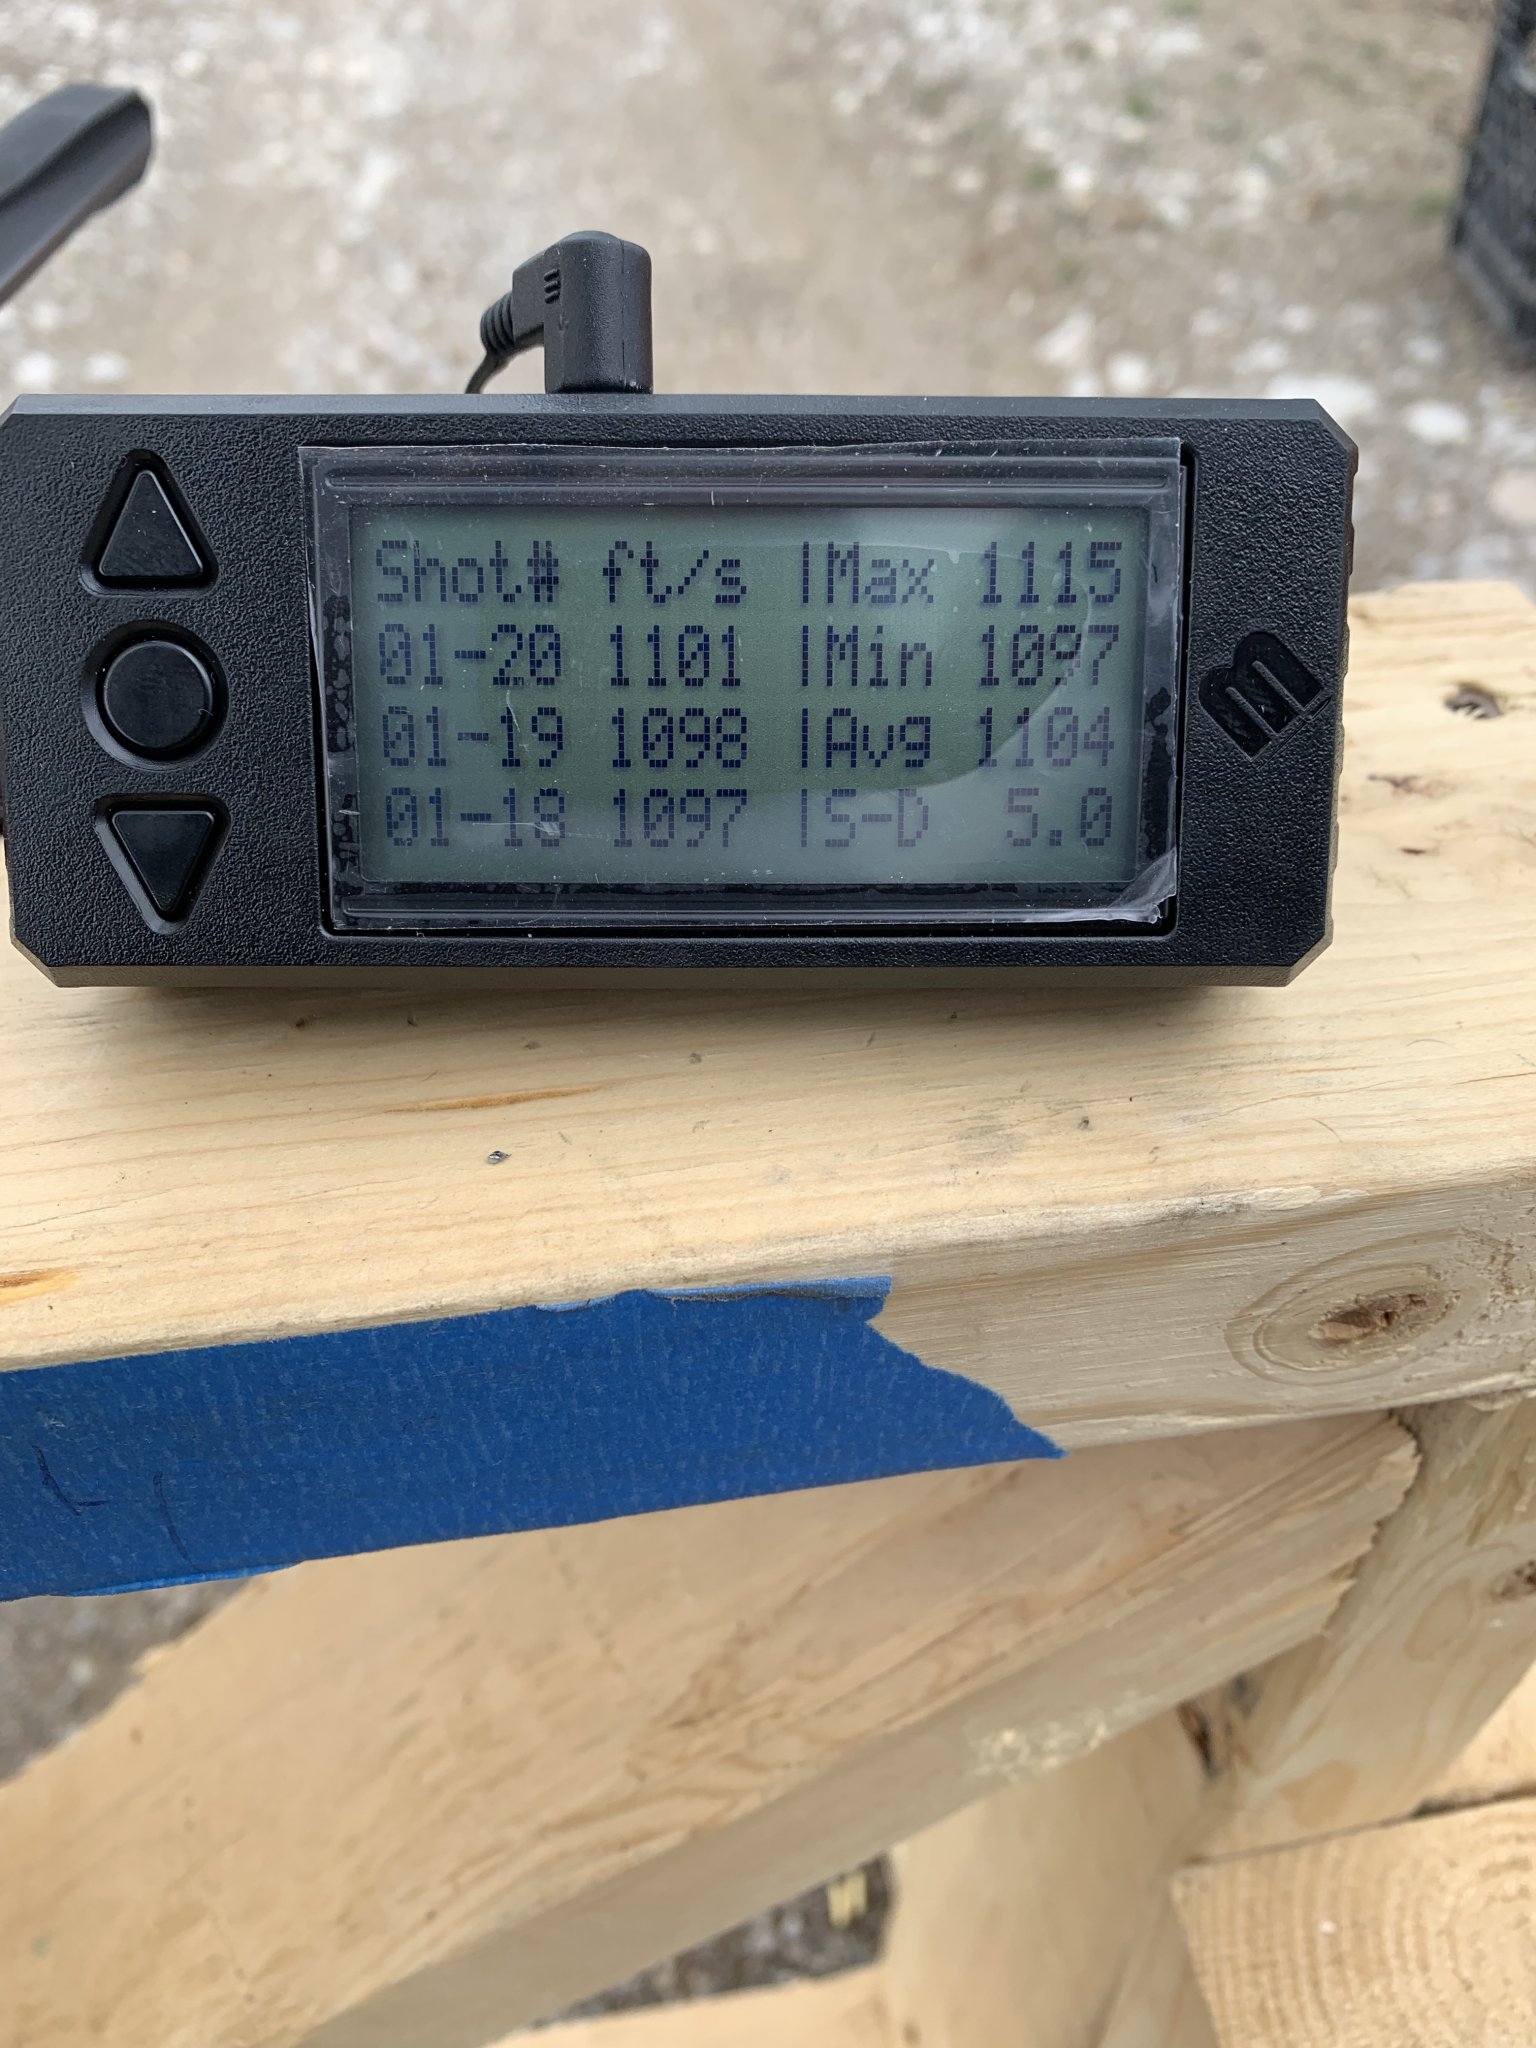 Shot# ft/s |Max 1115
01-20 1101 |Min 1097
01-19 1098 |Avg 1104
01-18 1097 |S-D 5.0